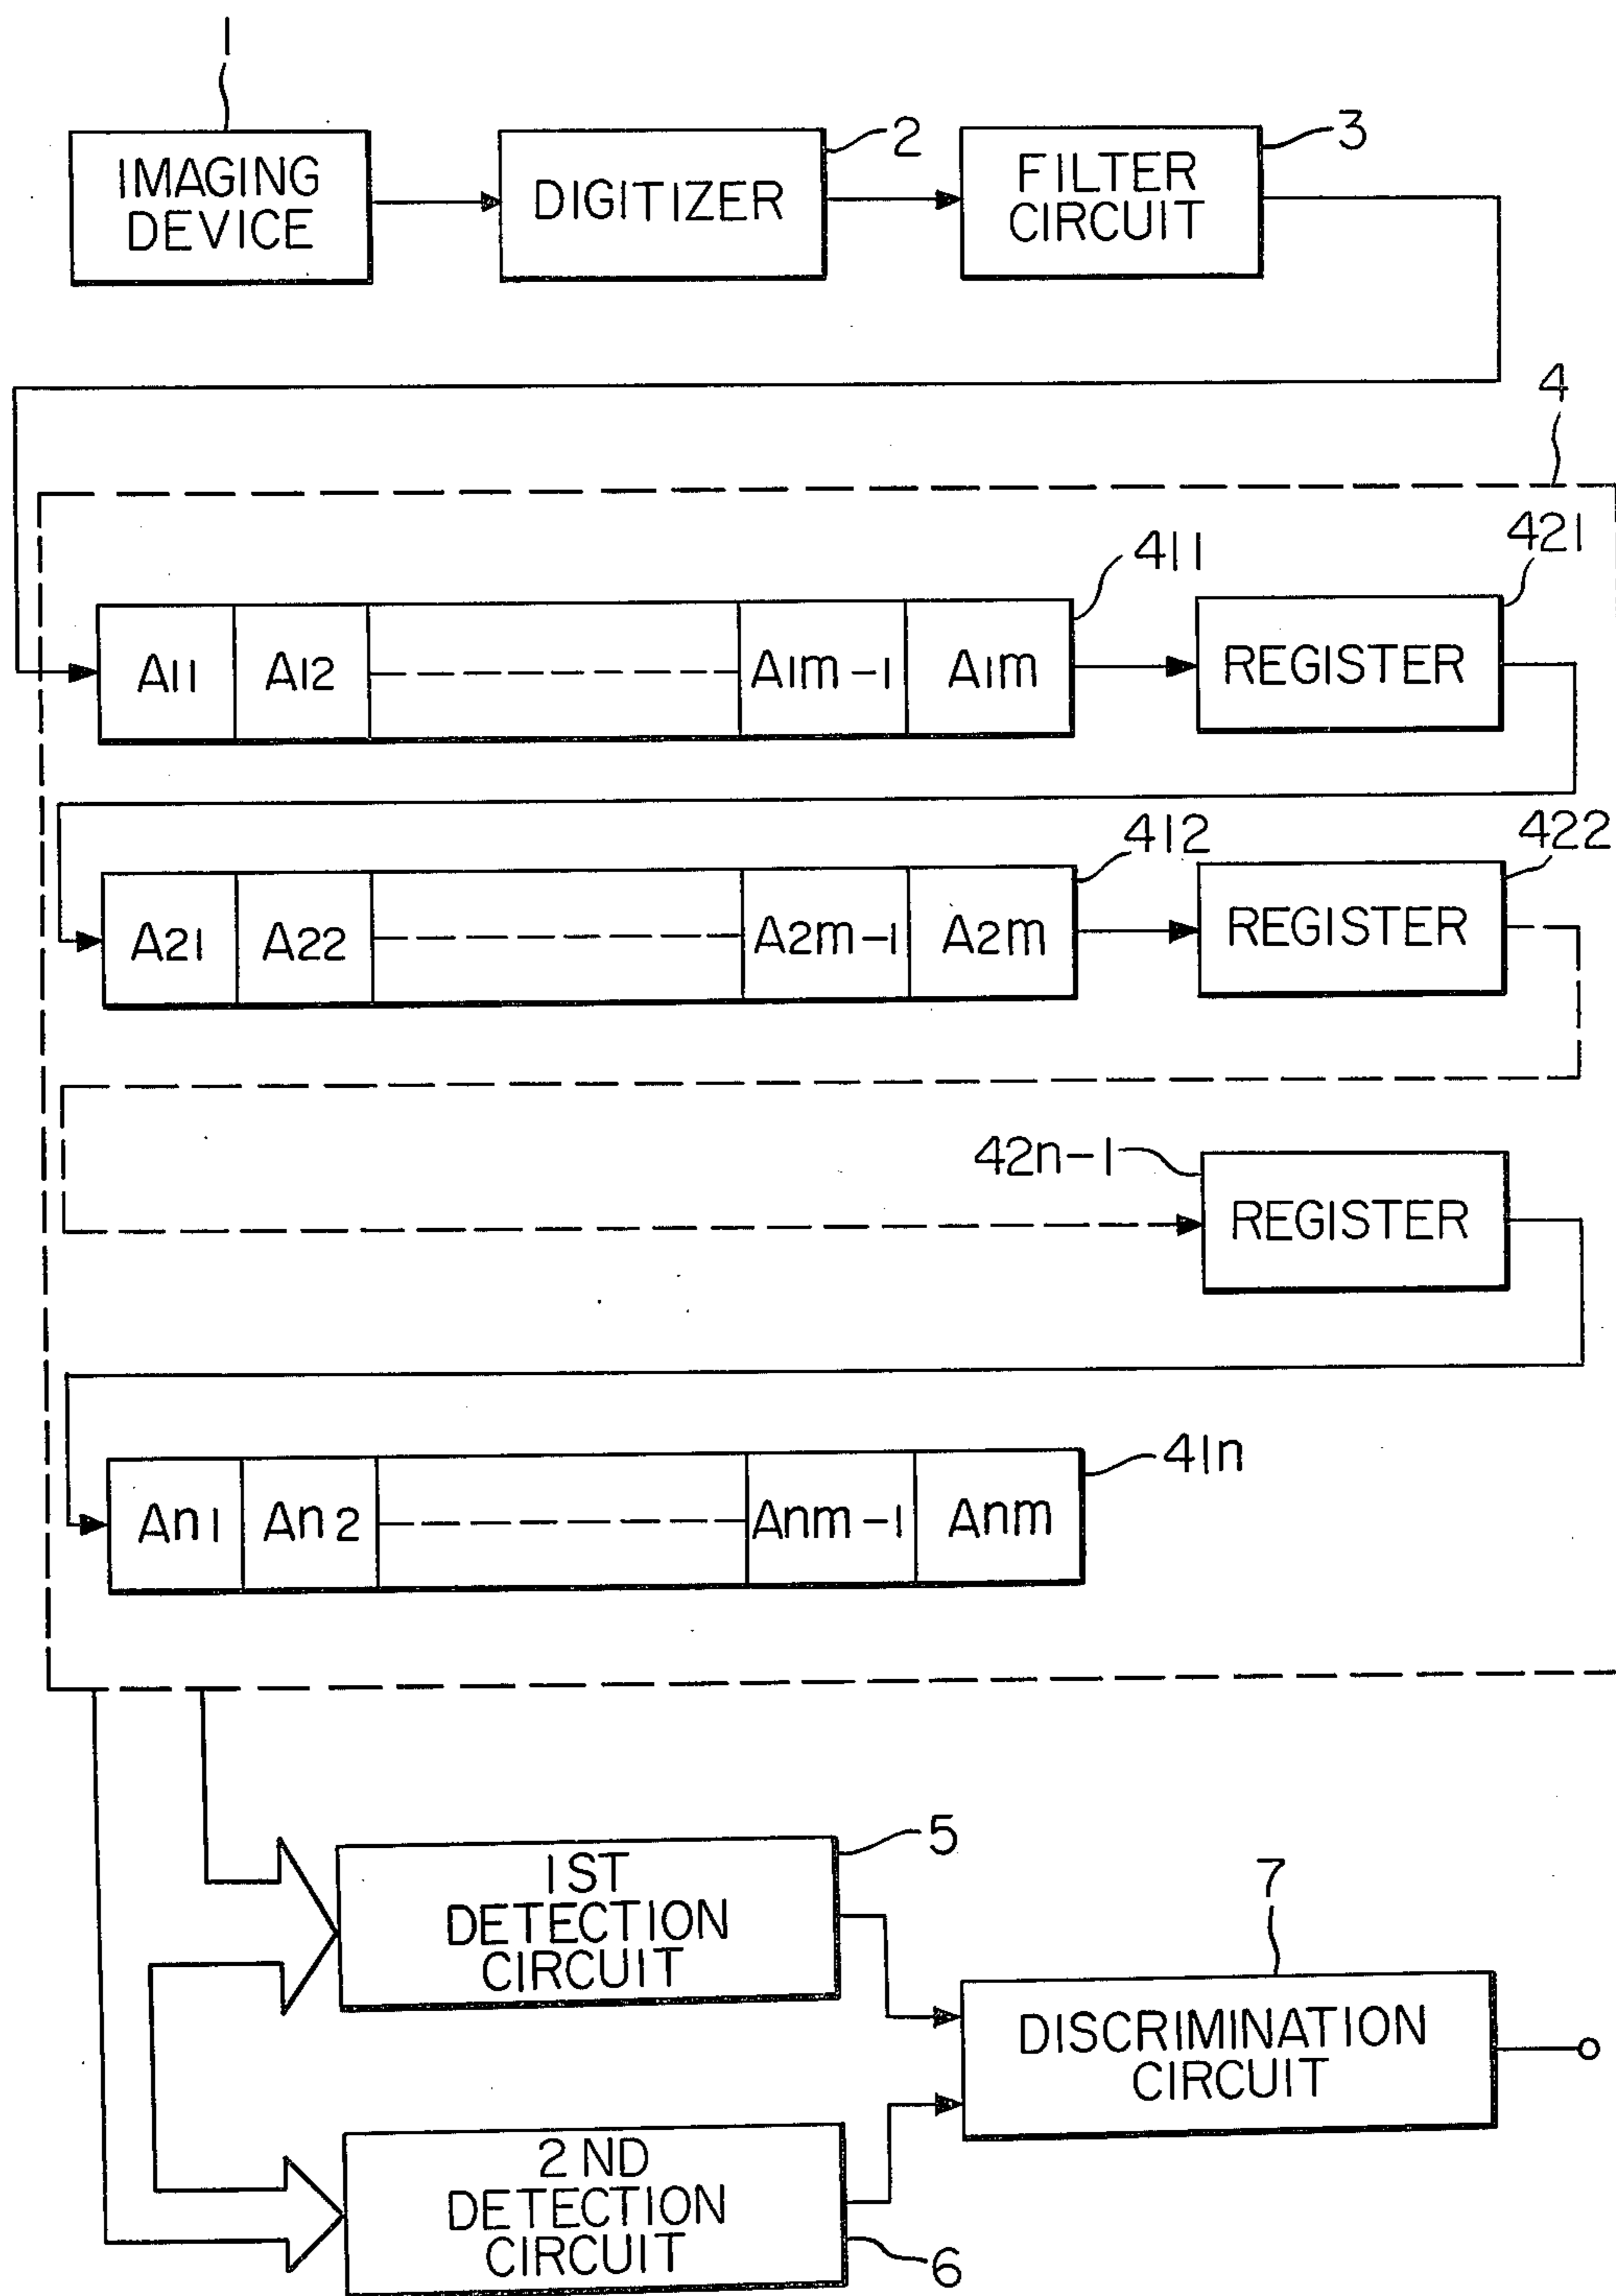 1
IMAGING
DEVICE
2
DIGITIZER
3
FILTER
CIRCUIT
4
411
421
A11 A12 A1m-1 A1m
REGISTER
412
422
A21 A22 A2m-1 A2m
REGISTER
42n-1
REGISTER
41n
An1 An2 Anm-1 Anm
5
1ST
DETECTION
CIRCUIT
7
DISCRIMINATION
CIRCUIT
2ND
DETECTION
CIRCUIT
6